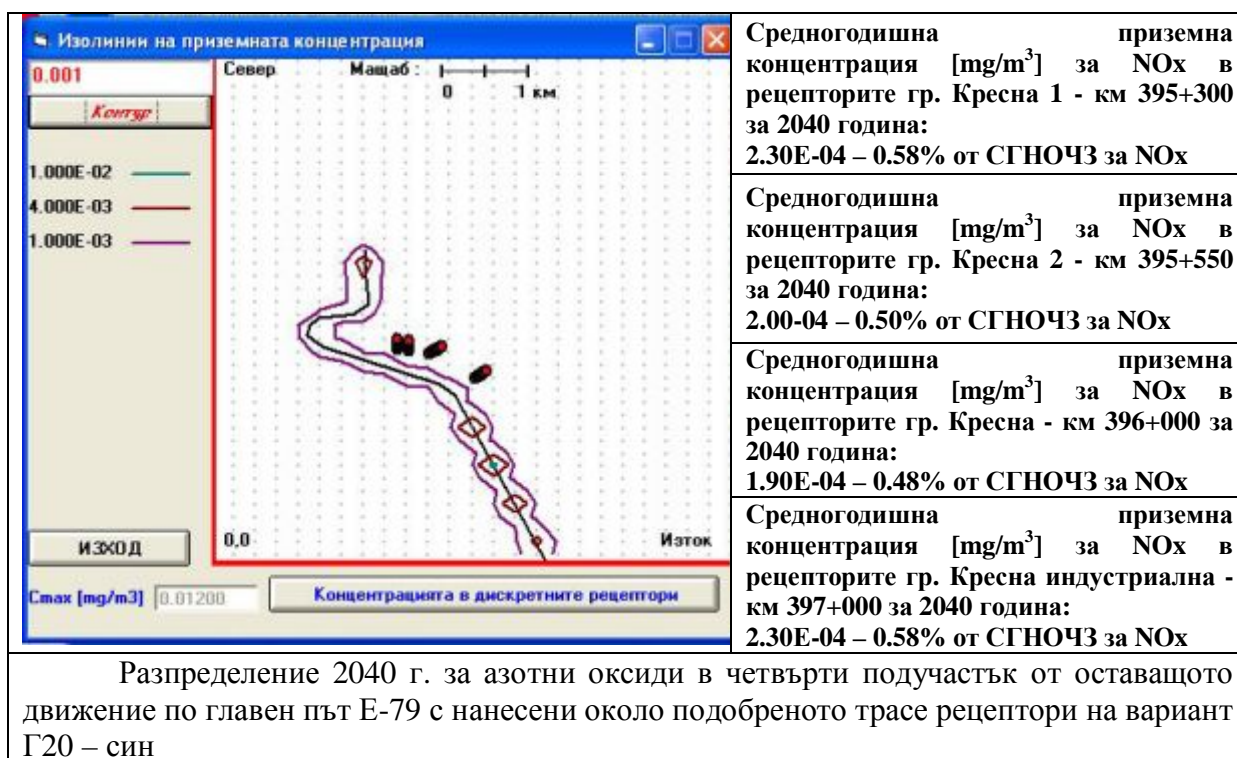 Изолинии на приземната концентрация
0.001
Контур
1.000E-02
4.000E-03
1.000E-03
ИЗХОД
Север
Мащаб :
0 1 км
0,0
Изток
Cmax [mg/m3] 0.01200
Концентрацията в дискретните рецептори
Средногодишна приземна
концентрация [mg/m³] за NOx в
рецепторите гр. Кресна 1 - км 395+300
за 2040 година:
2.30E-04 – 0.58% от СГНОЧЗ за NOx
Средногодишна приземна
концентрация [mg/m³] за NOx в
рецепторите гр. Кресна 2 - км 395+550
за 2040 година:
2.00-04 – 0.50% от СГНОЧЗ за NOx
Средногодишна приземна
концентрация [mg/m³] за NOx в
рецепторите гр. Кресна - км 396+000 за
2040 година:
1.90E-04 – 0.48% от СГНОЧЗ за NOx
Средногодишна приземна
концентрация [mg/m³] за NOx в
рецепторите гр. Кресна индустриална -
км 397+000 за 2040 година:
2.30E-04 – 0.58% от СГНОЧЗ за NOx
Разпределение 2040 г. за азотни оксиди в четвърти подучастък от оставащото
движение по главен път Е-79 с нанесени около подобреното трасе рецептори на вариант
Г20 – син